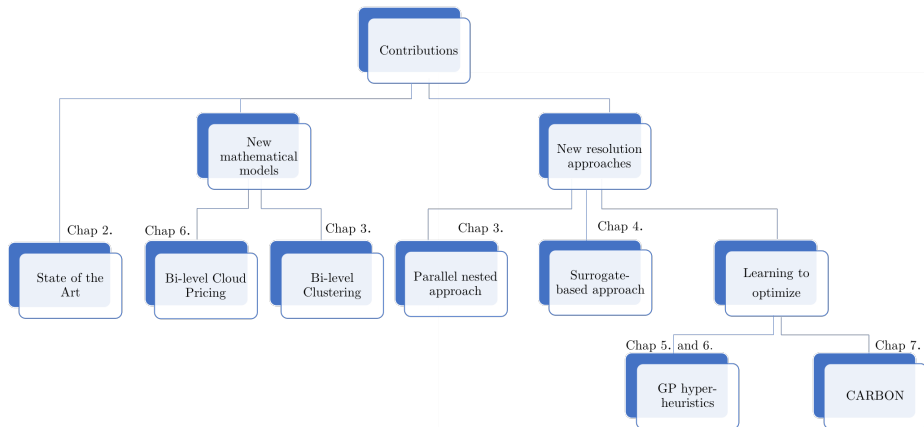 Contributions
New
mathematical
models
New resolution
approaches
Chap 2.
Chap 6.
Chap 3.
Chap 3.
Chap 4.
State of the
Art
Bi-level Cloud
Pricing
Bi-level
Clustering
Parallel nested
approach
Surrogate-
based approach
Learning to
optimize
Chap 5. and 6.
Chap 7.
GP hyper-
heuristics
CARBON